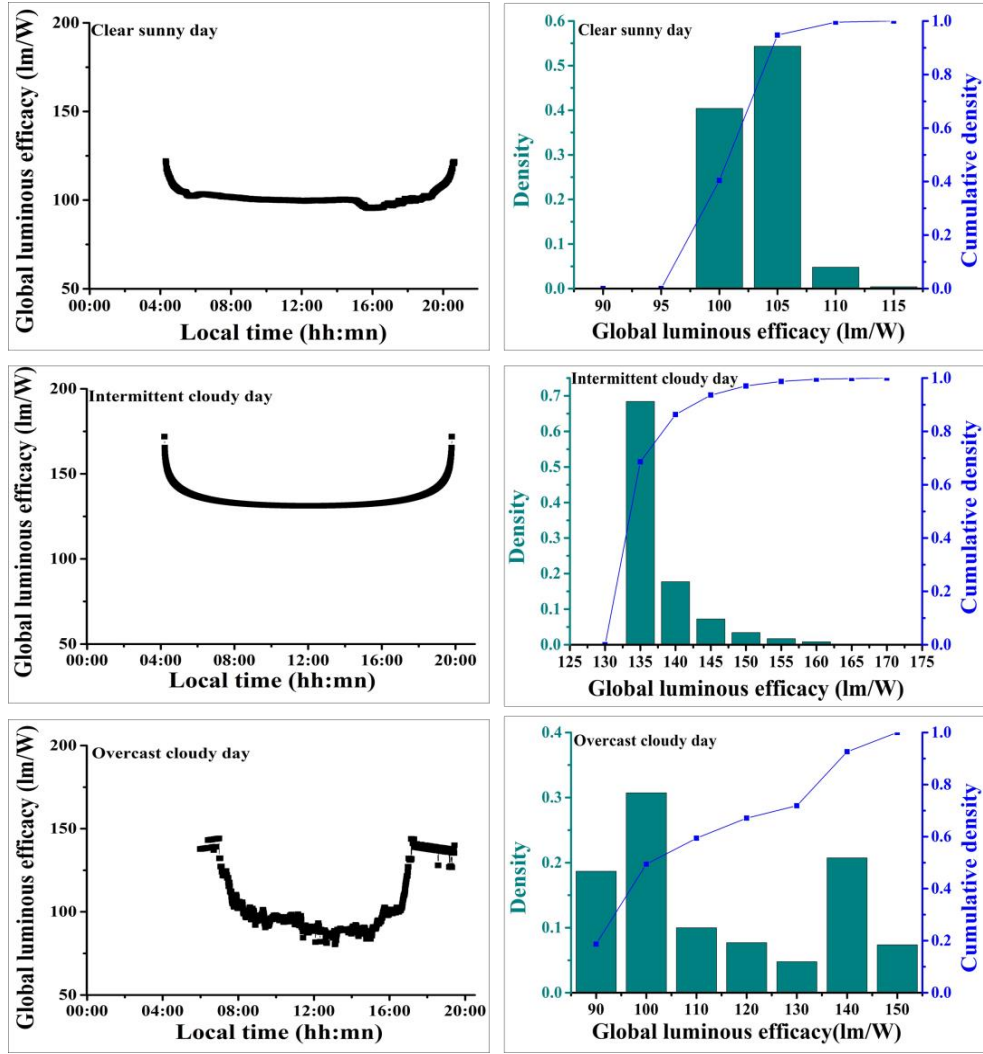 Clear sunny day
Global luminous efficacy (lm/W)
200
150
100
50
00:00 04:00 08:00 12:00 16:00 20:00
Local time (hh:mn)
Clear sunny day
Density
0.6
0.5
0.4
0.3
0.2
0.1
0.0
90 95 100 105 110 115
Global luminous efficacy (lm/W)
1.0
0.8
0.6
0.4
0.2
0.0
Cumulative density
Intermittent cloudy day
Global luminous efficacy (lm/W)
200
150
100
50
00:00 04:00 08:00 12:00 16:00 20:00
Local time (hh:mn)
Intermittent cloudy day
Density
0.7
0.6
0.5
0.4
0.3
0.2
0.1
0.0
125 130 135 140 145 150 155 160 165 170 175
Global luminous efficacy (lm/W)
1.0
0.8
0.6
0.4
0.2
0.0
Cumulative density
Overcast cloudy day
Global luminous efficacy (lm/W)
200
150
100
50
00:00 04:00 08:00 12:00 16:00 20:00
Local time (hh:mn)
Overcast cloudy day
Density
0.4
0.3
0.2
0.1
0.0
90 100 110 120 130 140 150
Global luminous efficacy(lm/W)
1.0
0.8
0.6
0.4
0.2
0.0
Cumulative density